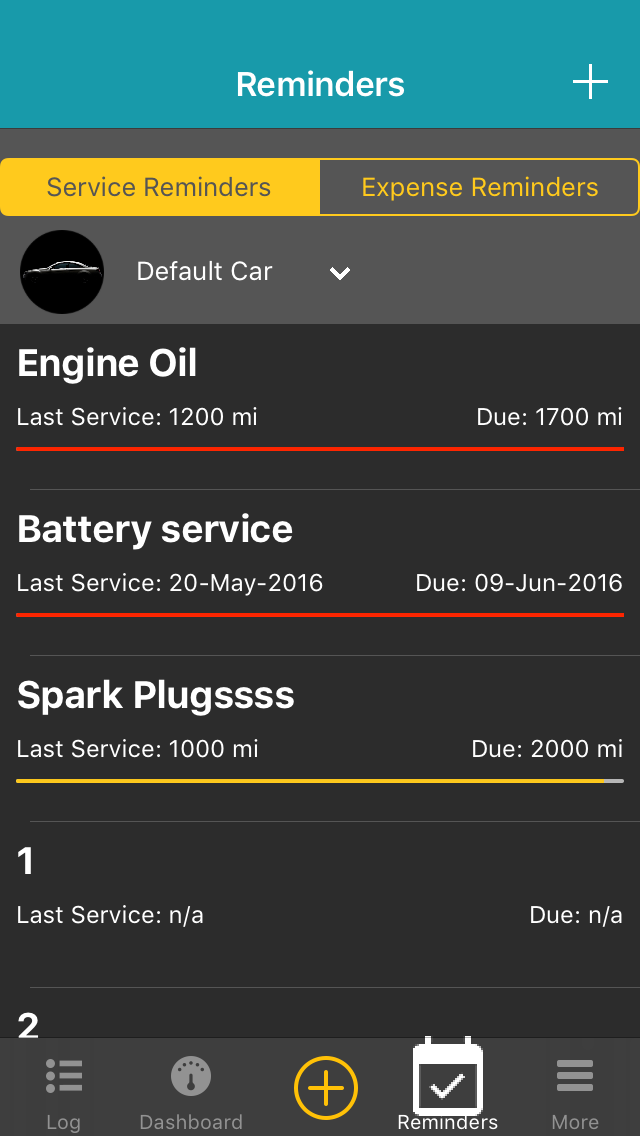 Reminders
Service Reminders Expense Reminders
Default Car
Engine Oil
Last Service: 1200 mi Due: 1700 mi
Battery service
Last Service: 20-May-2016 Due: 09-Jun-2016
Spark Plugssss
Last Service: 1000 mi Due: 2000 mi
1
Last Service: n/a Due: n/a
2
Log Dashboard Reminders More